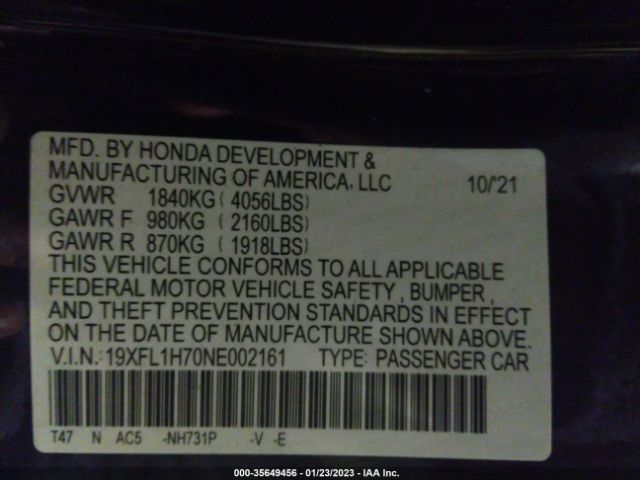 MFD. BY HONDA DEVELOPMENT &
MANUFACTURING OF AMERICA, LLC 10/'21
GVWR 1840KG ( 4056LBS)
GAWR F 980KG ( 2160LBS)
GAWR R 870KG ( 1918LBS)
THIS VEHICLE CONFORMS TO ALL APPLICABLE
FEDERAL MOTOR VEHICLE SAFETY , BUMPER ,
AND THEFT PREVENTION STANDARDS IN EFFECT
ON THE DATE OF MANUFACTURE SHOWN ABOVE.
V.I.N.: 19XFL1H70NE002161 TYPE: PASSENGER CAR
T47 N AC5 -NH731P -V -E
000-35649456 - 01/23/2023 - IAA Inc.